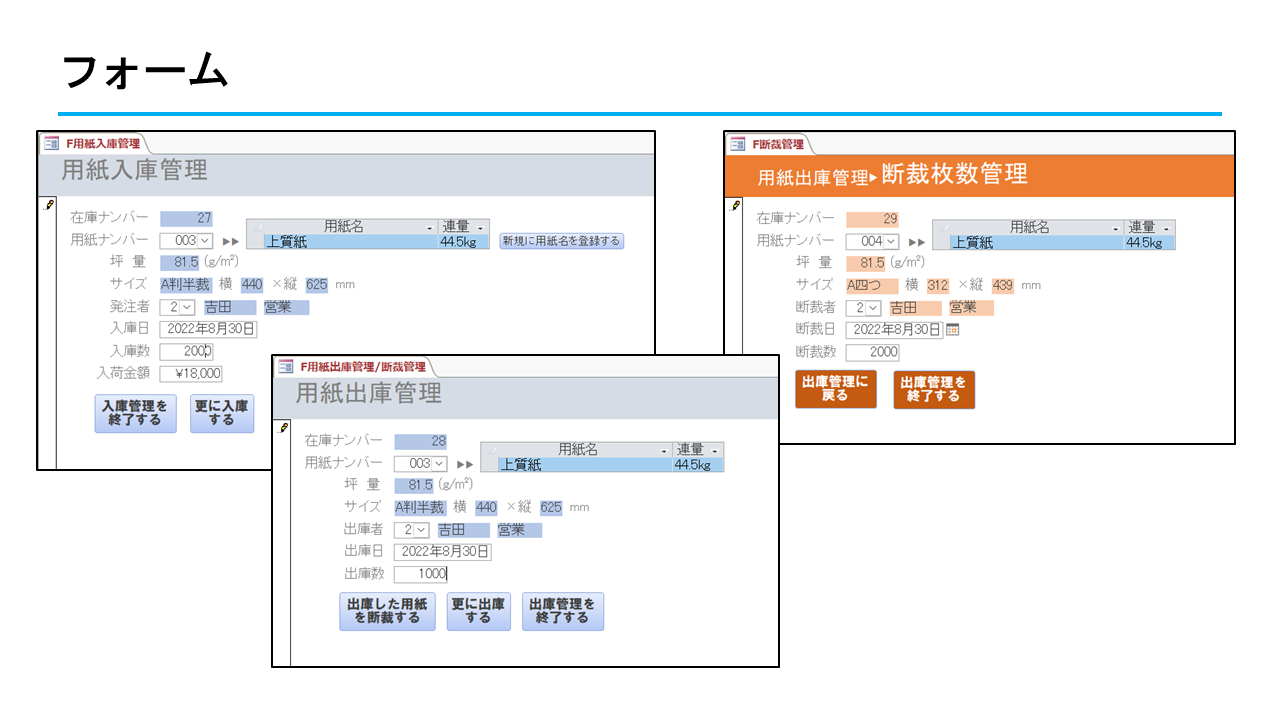 フォーム
F用紙入庫管理
用紙入庫管理
在庫ナンバー 27
用紙ナンバー 003 ▶▶ 用紙名 連量
上質紙 44.5kg 新規に用紙名を登録する
坪 量 81.5 (g/m²)
サイズ A判半裁 横 440 ×縦 625 mm
発注者 2 吉田 営業
入庫日 2022年8月30日
入庫数 2000
入荷金額 ¥18,000
入庫管理を
終了する
更に入庫
する
F用紙出庫管理/断裁管理
用紙出庫管理
在庫ナンバー 28
用紙ナンバー 003 ▶▶ 用紙名 連量
上質紙 44.5kg
坪 量 81.5 (g/m²)
サイズ A判半裁 横 440 ×縦 625 mm
出庫者 2 吉田 営業
出庫日 2022年8月30日
出庫数 1000
出庫した用紙
を断裁する
更に出庫
する
出庫管理を
終了する
F断裁管理
用紙出庫管理▶断裁枚数管理
在庫ナンバー 29
用紙ナンバー 004 ▶▶ 用紙名 連量
上質紙 44.5kg
坪 量 81.5 (g/m²)
サイズ A四つ 横 312 ×縦 439 mm
断裁者 2 吉田 営業
断裁日 2022年8月30日
断裁数 2000
出庫管理に
戻る
出庫管理を
終了する